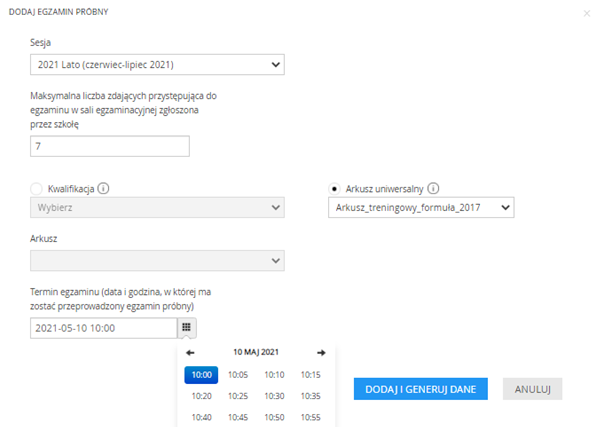 DODAJ EGZAMIN PRÓBNY
×
Sesja
2021 Lato (czerwiec-lipiec 2021)
Maksymalna liczba zdających przystępująca do
egzaminu w sali egzaminacyjnej zgłoszona
przez szkołę
7
Kwalifikacja i
Arkusz uniwersalny i
Wybierz
Arkusz_treningowy_formuła_2017
Arkusz
Termin egzaminu (data i godzina, w której ma
zostać przeprowadzony egzamin próbny)
2021-05-10 10:00
10 MAJ 2021
10:00 10:05 10:10 10:15
10:20 10:25 10:30 10:35
10:40 10:45 10:50 10:55
DODAJ I GENERUJ DANE
ANULUJ